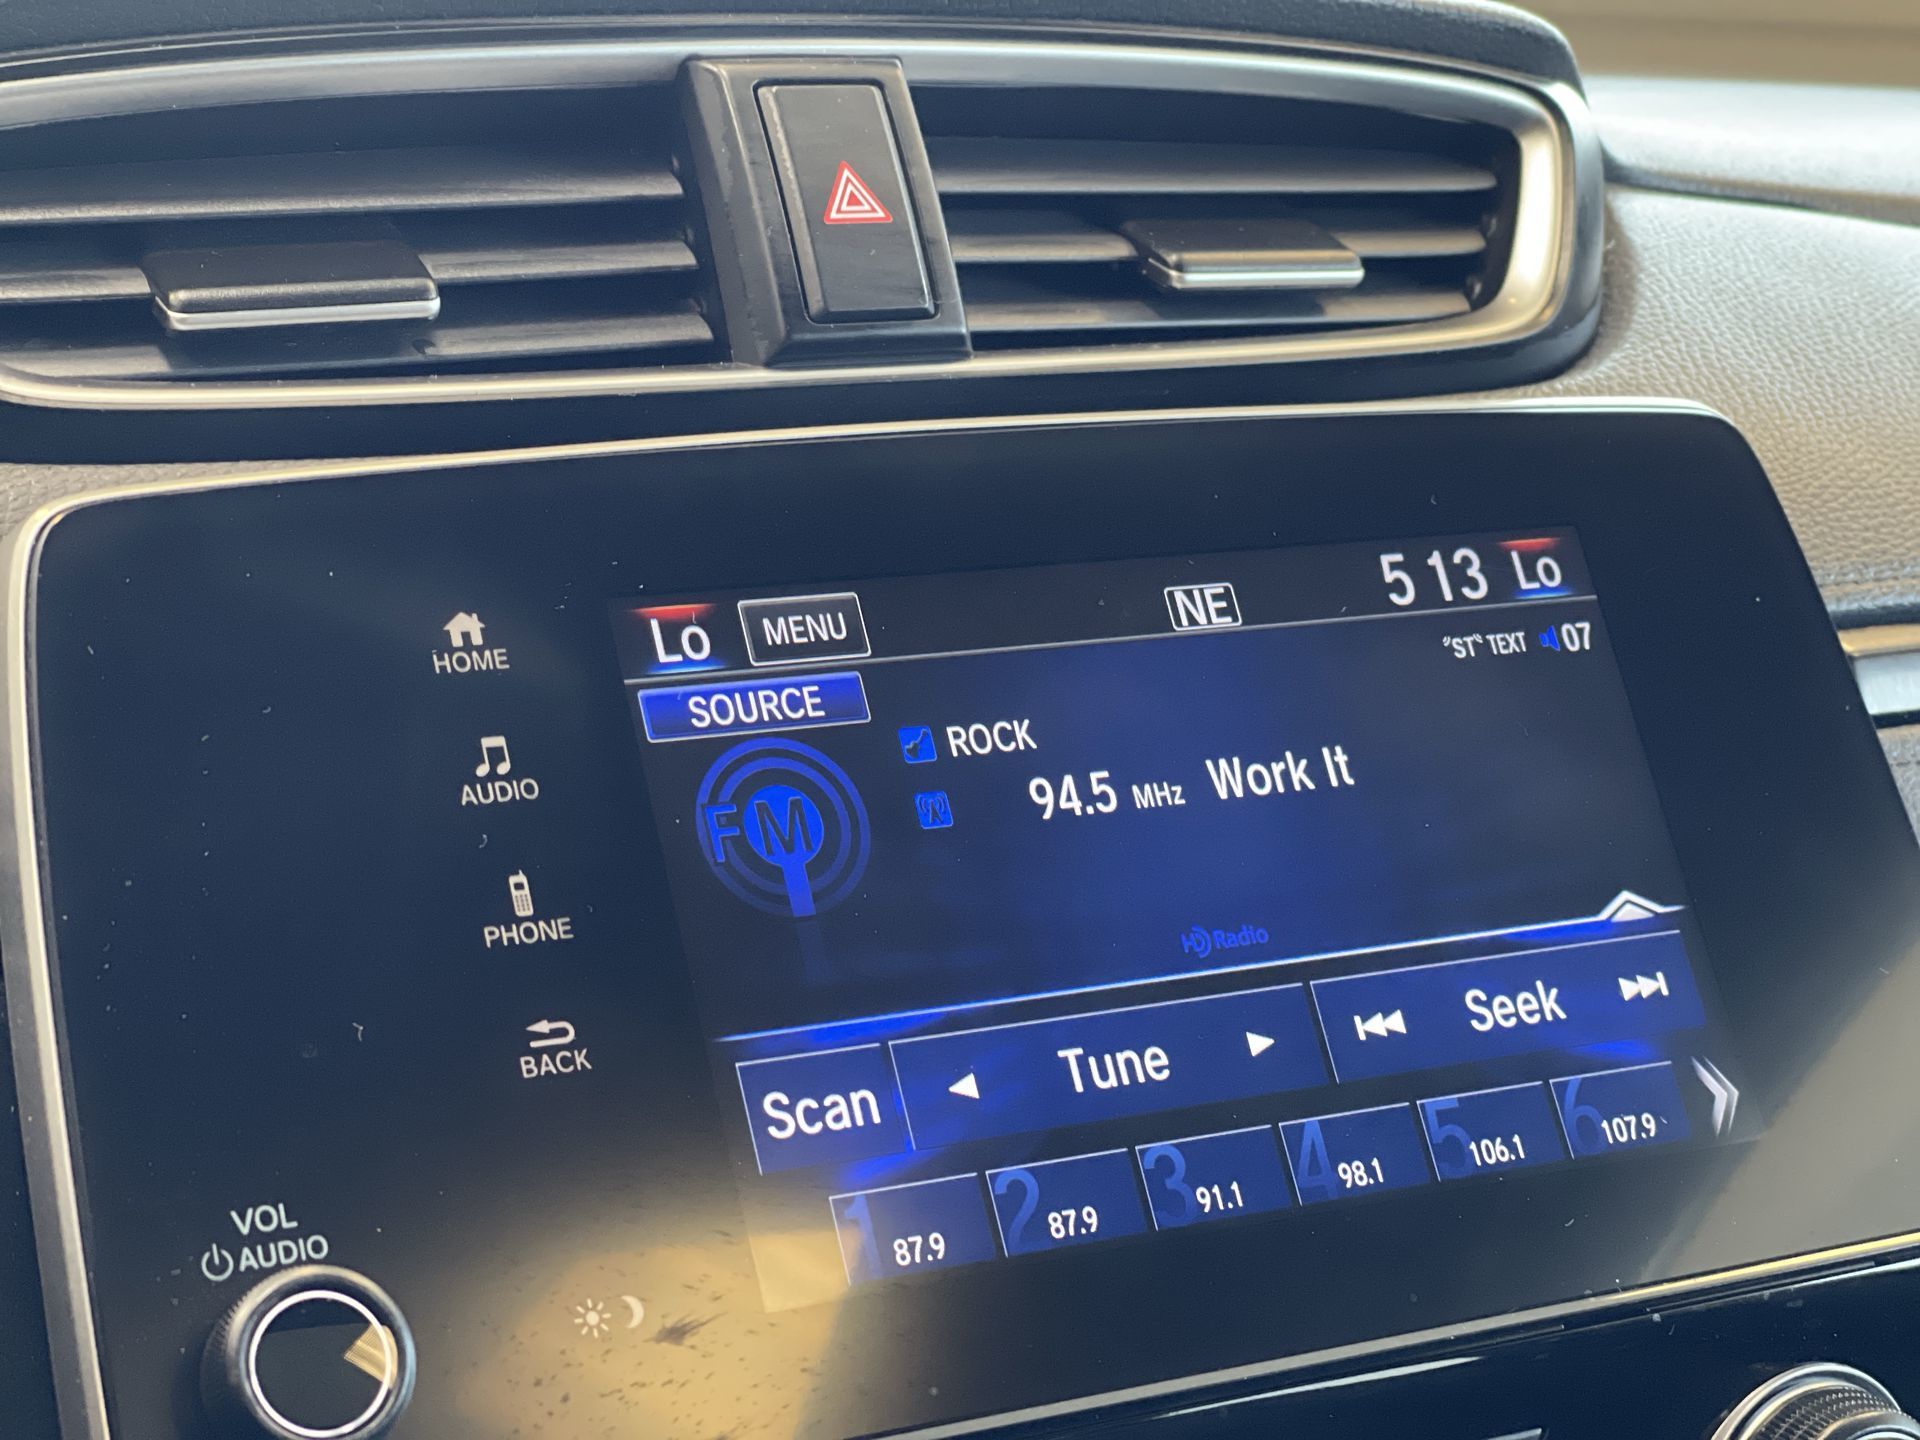 Lo MENU NE 5 13 Lo
"ST" TEXT 07
SOURCE
ROCK
94.5 MHz Work It
FM
HD Radio
Scan Tune Seek
1 87.9 2 87.9 3 91.1 4 98.1 5 106.1 6 107.9
HOME
AUDIO
PHONE
BACK
VOL
AUDIO